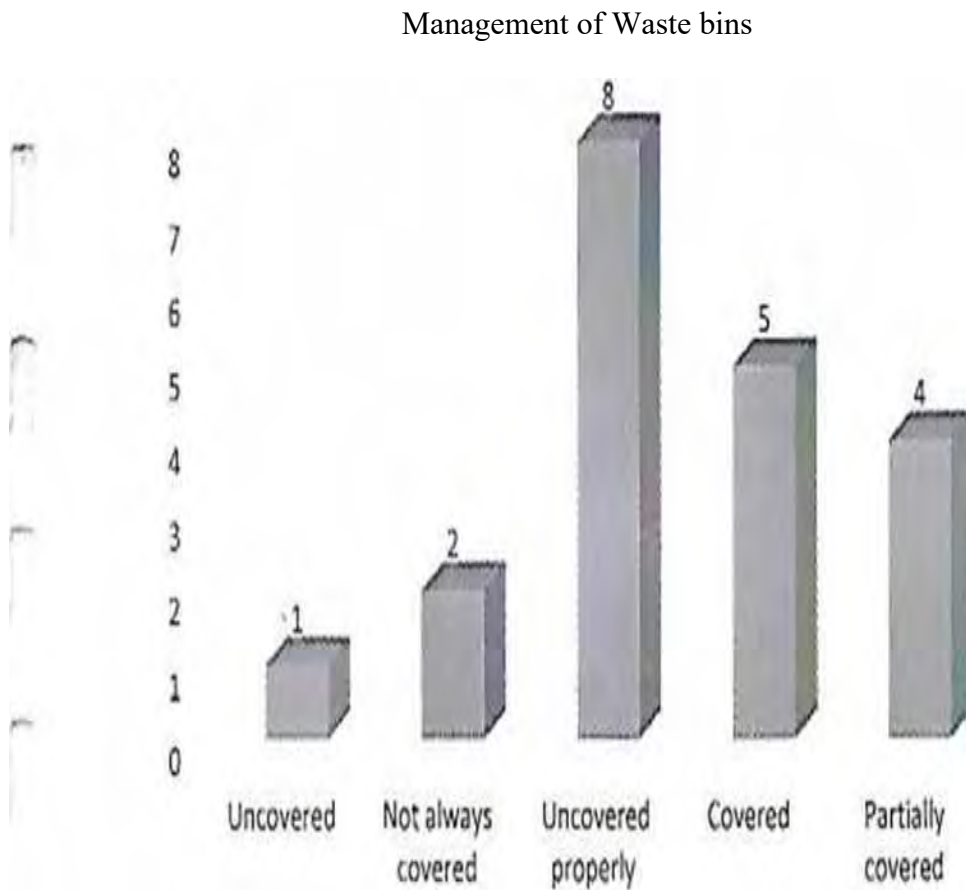 Management of Waste bins
8
8
7
6
5
5
4
4
3
2
2
1
1
0
Uncovered
Not always
covered
Uncovered
properly
Covered
Partially
covered